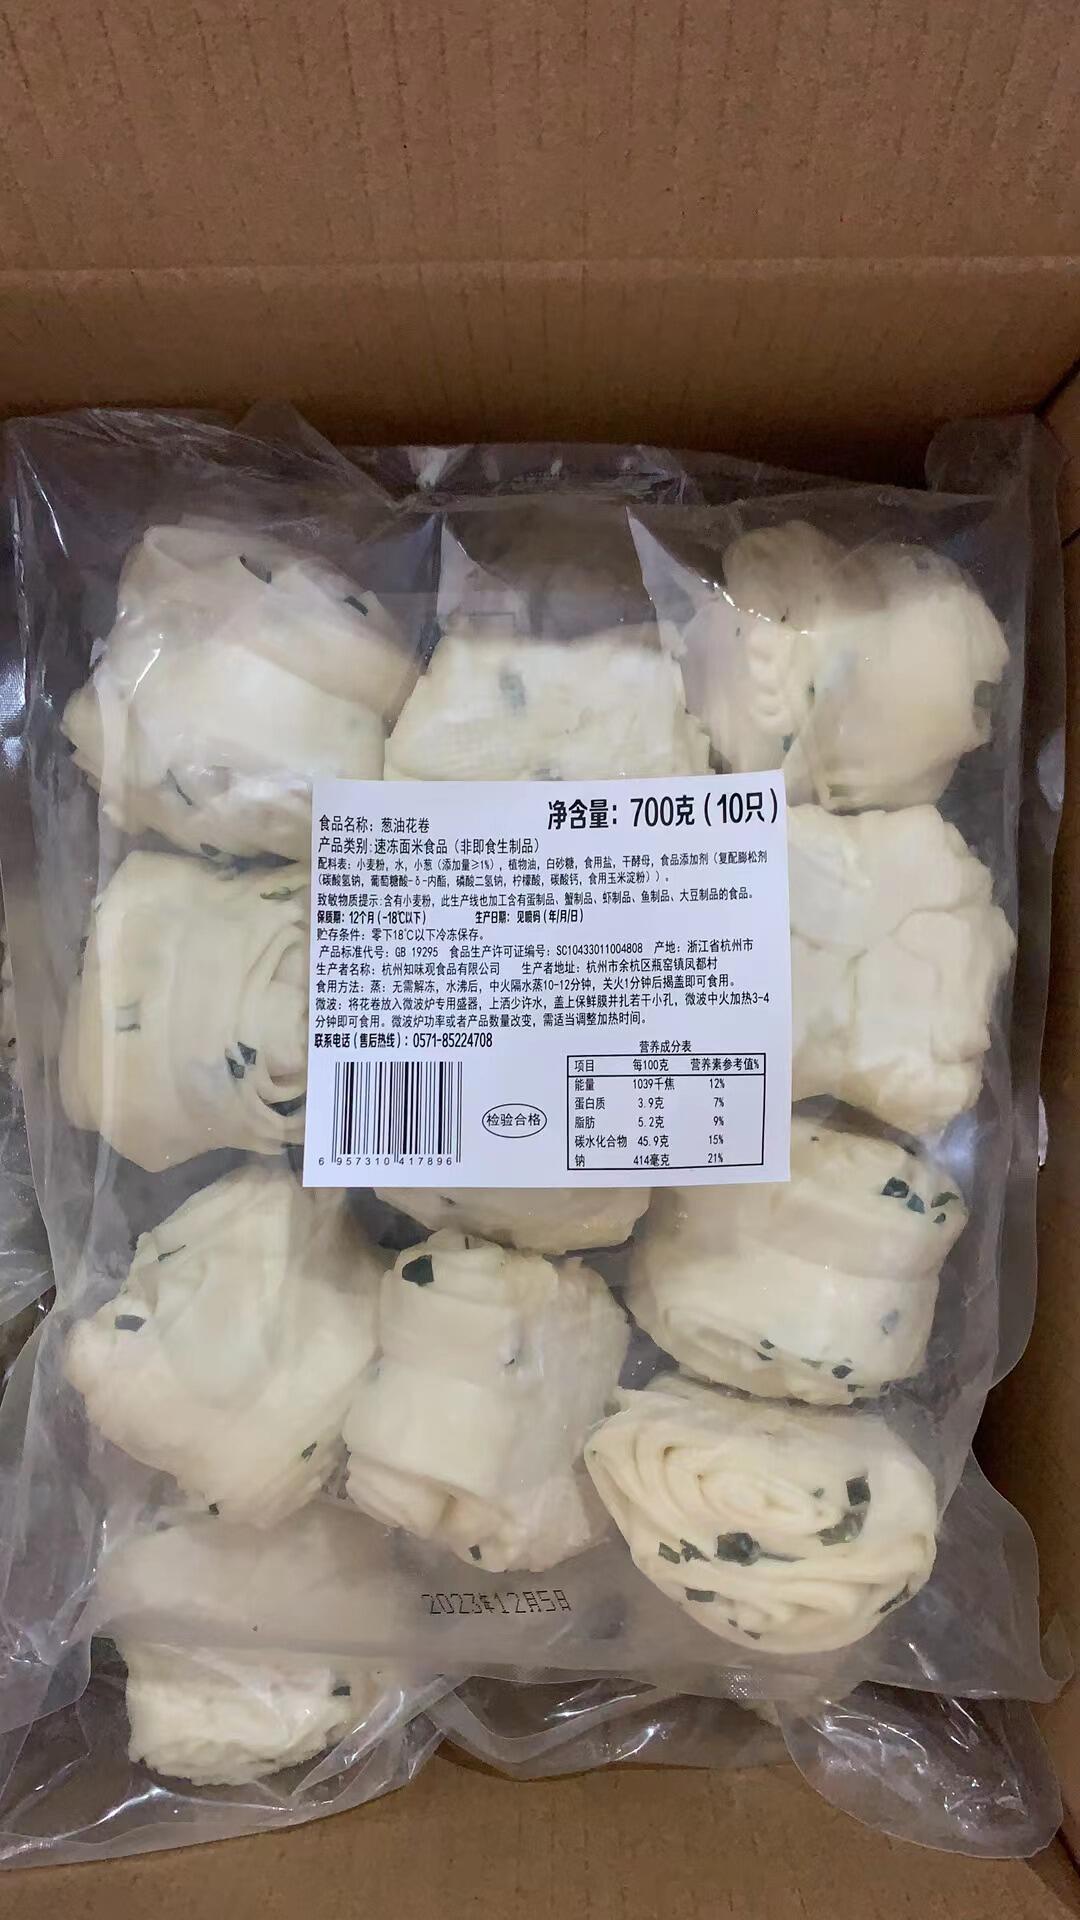 净含量：700克（10只）
食品名称：葱油花卷
产品类别：速冻面米食品（非即食生制品）
配料表：小麦粉，水，小葱（添加量≥1%），植物油，白砂糖，食用盐，干酵母，食品添加剂（复配膨松剂
（碳酸氢钠，葡萄糖酸-δ-内酯，磷酸二氢钠，柠檬酸，碳酸钙，食用玉米淀粉））。
致敏物质提示：含有小麦粉，此生产线也加工含有蛋制品、蟹制品、虾制品、鱼制品、大豆制品的食品。
保质期：12个月（-18℃以下） 生产日期：见喷码（年/月/日）
贮存条件：零下18℃以下冷冻保存。
产品标准代号：GB 19295 食品生产许可证编号：SC10433011004808 产地：浙江省杭州市
生产者名称：杭州知味观食品有限公司 生产者地址：杭州市余杭区瓶窑镇凤都村
食用方法：蒸：无需解冻，水沸后，中火隔水蒸10-12分钟，关火1分钟后揭盖即可食用。
微波：将花卷放入微波炉专用盛器，上洒少许水，盖上保鲜膜并扎若干小孔，微波中火加热3-4
分钟即可食用。微波炉功率或者产品数量改变，需适当调整加热时间。
联系电话（售后热线）：0571-85224708
营养成分表
项目 每100克 营养素参考值%
能量 1039千焦 12%
蛋白质 3.9克 7%
脂肪 5.2克 9%
碳水化合物 45.9克 15%
钠 414毫克 21%
检验合格
6 957310 417896
2023年12月5日